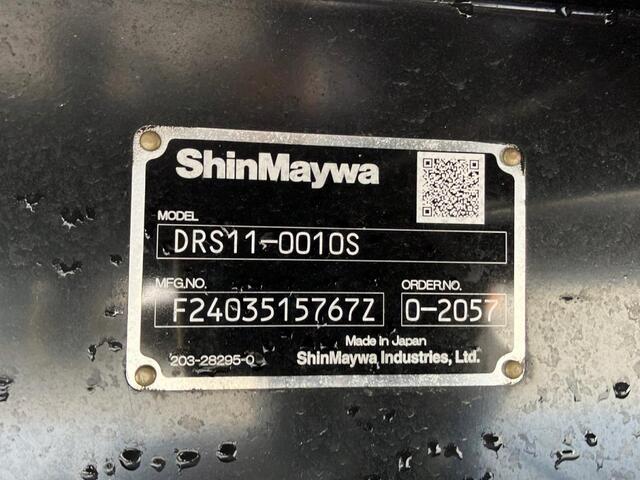 ShinMaywa
MODEL
DRS11-0010S
MFG.NO. ORDER.NO.
F2403515767Z 0-2057
Made in Japan
203-28295-0 ShinMaywa Industries, Ltd.